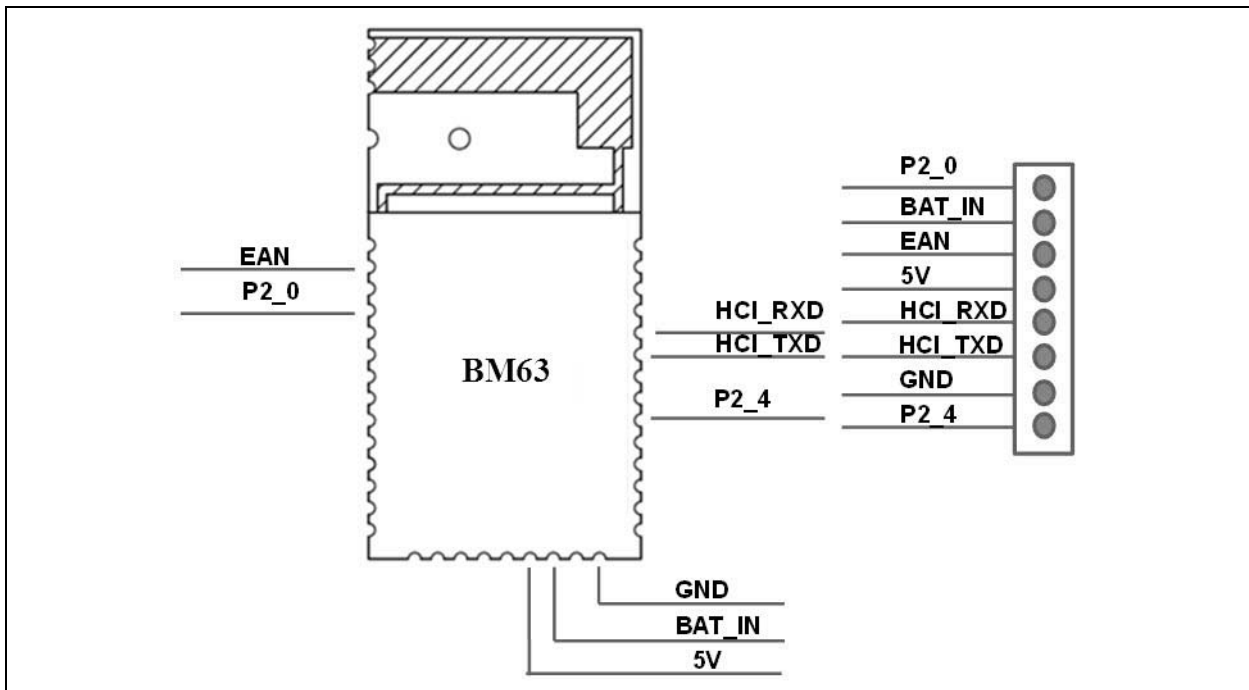 P2_0
BAT_IN
EAN
EAN
5V
P2_0
HCI_RXD
HCI_RXD
HCI_TXD
HCI_TXD
BM63
GND
P2_4
P2_4
GND
BAT_IN
5V